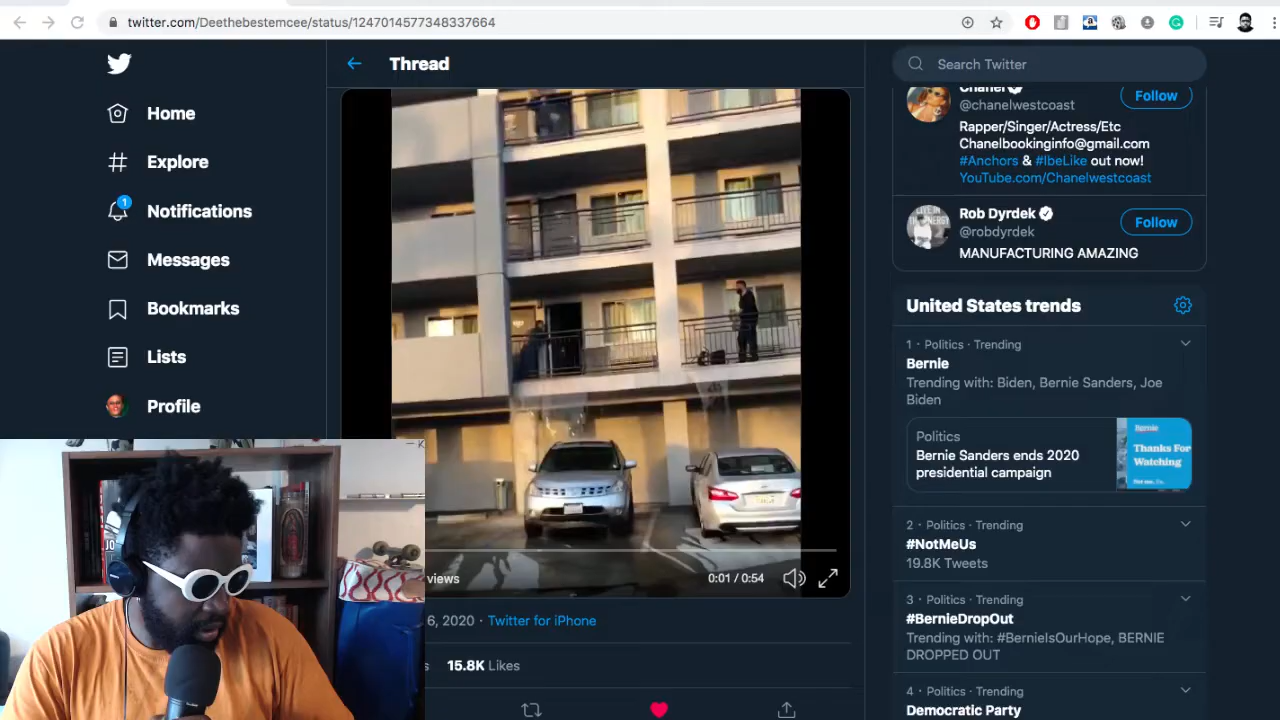 twitter.com/Deethebestemcee/status/1247014577348337664
Thread
Search Twitter
Home
Explore
1
Notifications
Messages
Bookmarks
Lists
Profile
@chanelwestcoast
Follow
Rapper/Singer/Actress/Etc
Chanelbookinginfo@gmail.com
#Anchors & #IbeLike out now!
YouTube.com/Chanelwestcoast
Rob Dyrdek
@robdyrdek
Follow
MANUFACTURING AMAZING
United States trends
1 · Politics · Trending
Bernie
Trending with: Biden, Bernie Sanders, Joe
Biden
Politics
Bernie Sanders ends 2020
presidential campaign
Bernie
Thanks For
Watching
2 · Politics · Trending
#NotMeUs
19.8K Tweets
3 · Politics · Trending
#BernieDropOut
Trending with: #BernieIsOurHope, BERNIE
DROPPED OUT
4 · Politics · Trending
Democratic Party
views
0:01 / 0:54
6, 2020 · Twitter for iPhone
15.8K Likes